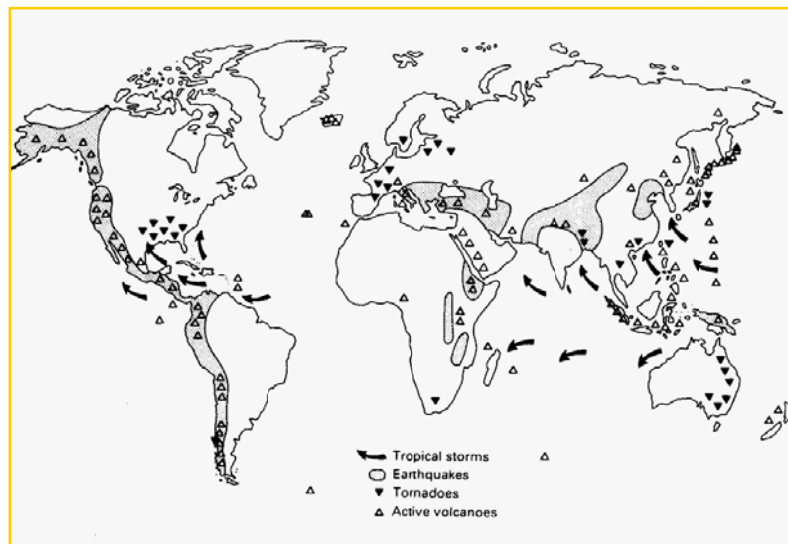 Tropical storms
Earthquakes
Tornadoes
Active volcanoes